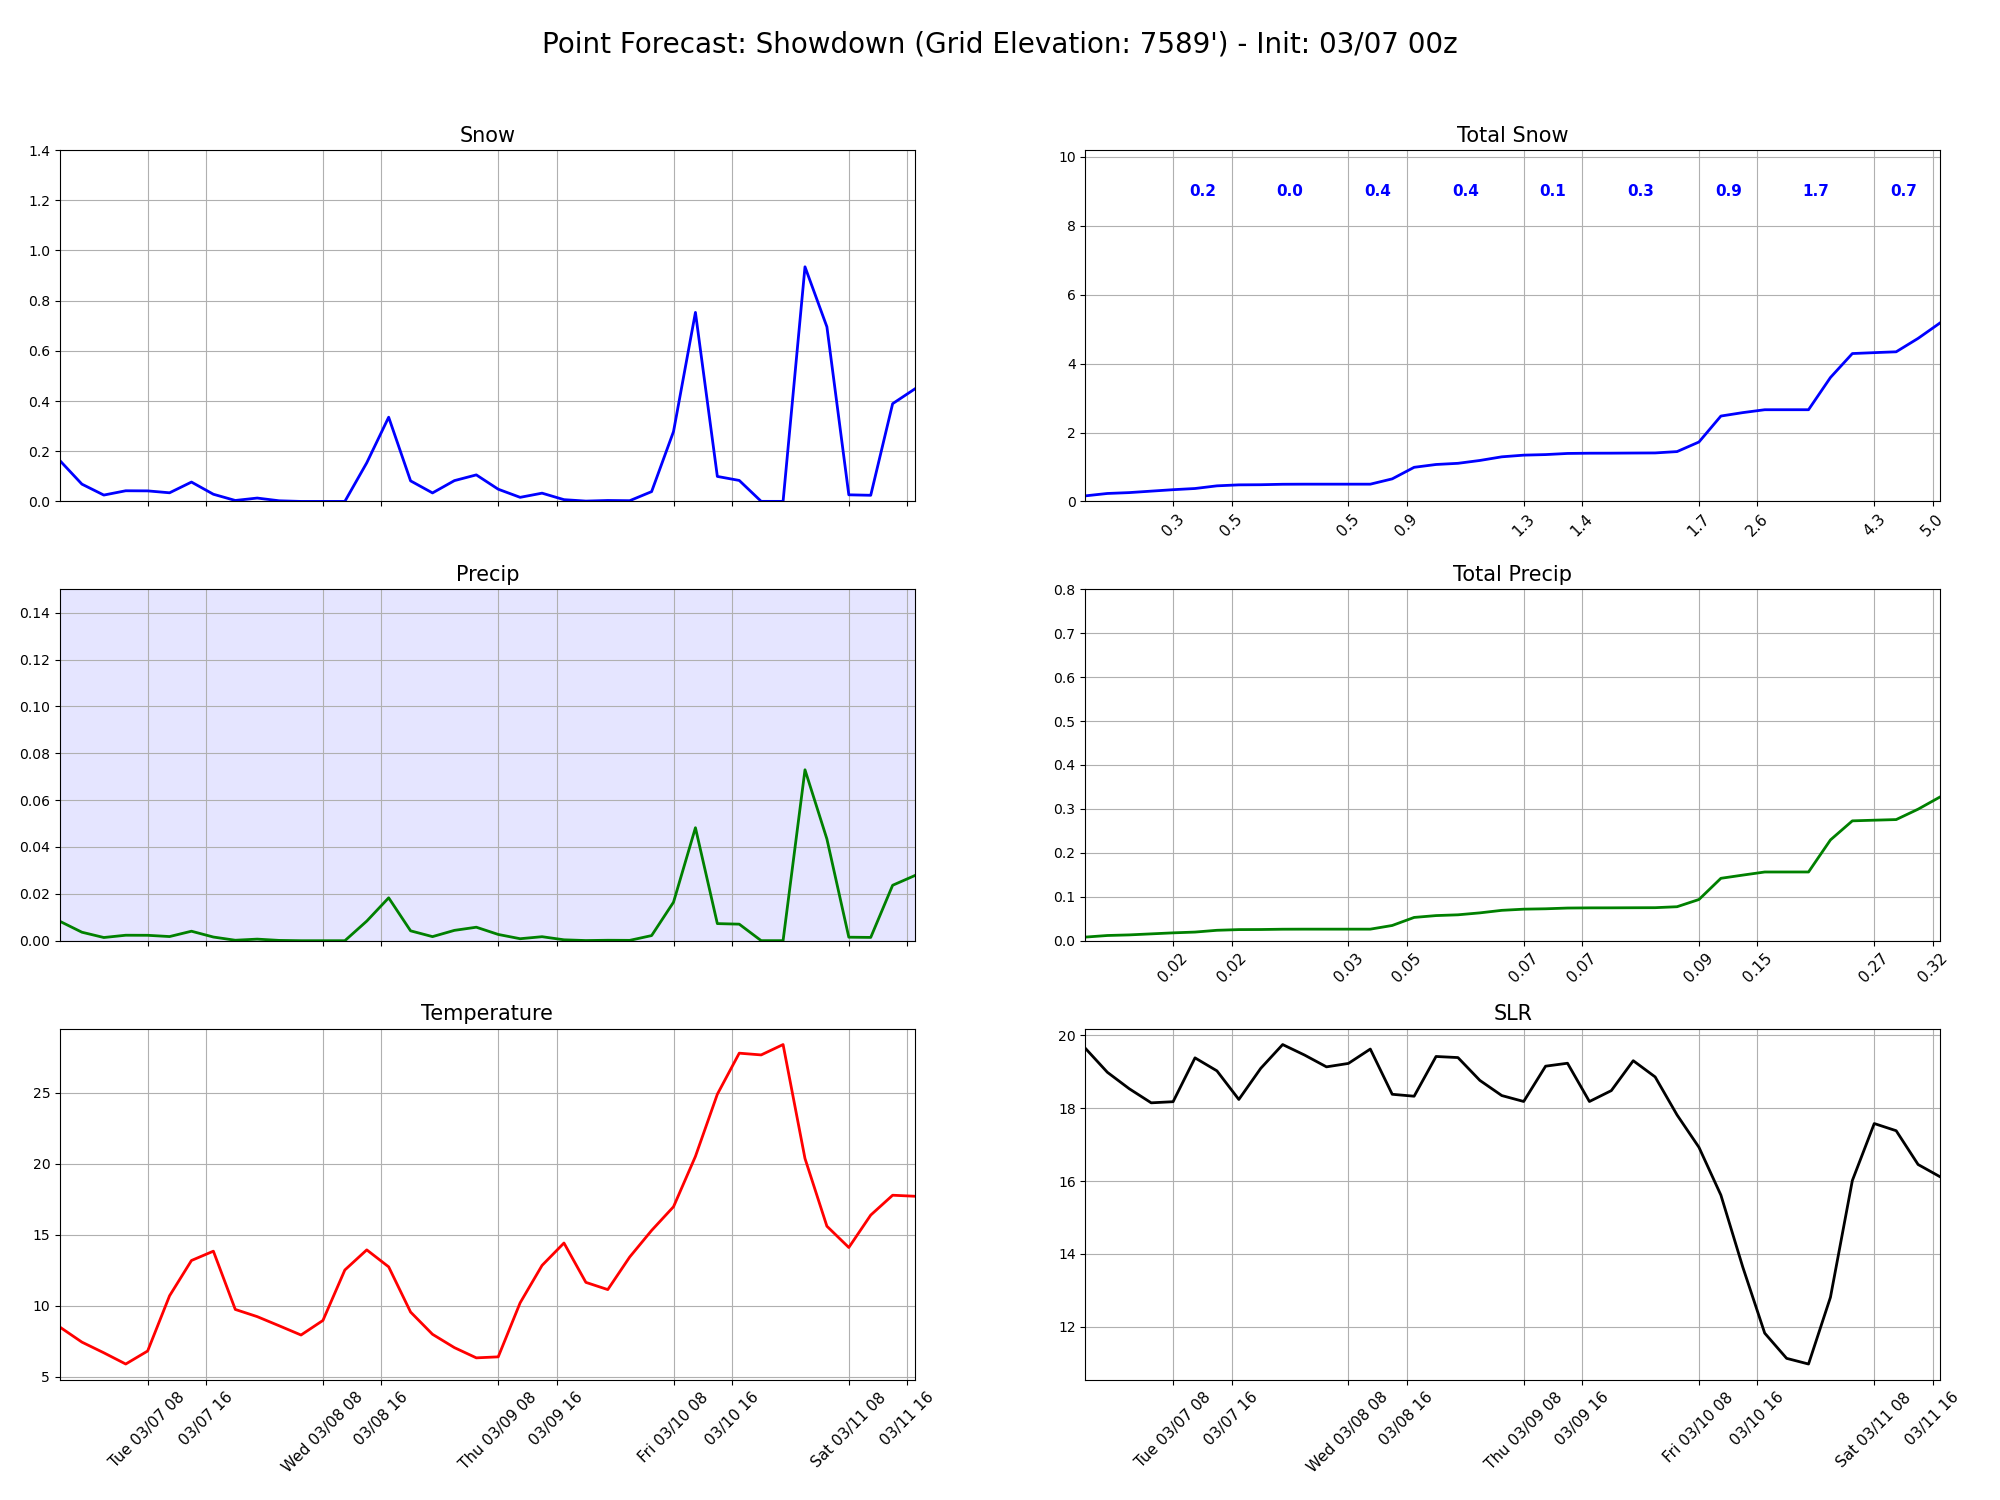 Point Forecast: Showdown (Grid Elevation: 7589') - Init: 03/07 00z
Snow
1.4
1.2
1.0
0.8
0.6
0.4
0.2
0.0
Total Snow
10
8
6
4
2
0
0.2 0.0 0.4 0.4 0.1 0.3 0.9 1.7 0.7
0.3 0.5 0.5 0.9 1.3 1.4 1.7 2.6 4.3 5.0
Precip
0.14
0.12
0.10
0.08
0.06
0.04
0.02
0.00
Total Precip
0.8
0.7
0.6
0.5
0.4
0.3
0.2
0.1
0.0
0.02 0.02 0.03 0.05 0.07 0.07 0.09 0.15 0.27 0.32
Temperature
25
20
15
10
5
Tue 03/07 08
03/07 16
Wed 03/08 08
03/08 16
Thu 03/09 08
03/09 16
Fri 03/10 08
03/10 16
Sat 03/11 08
03/11 16
SLR
20
18
16
14
12
Tue 03/07 08
03/07 16
Wed 03/08 08
03/08 16
Thu 03/09 08
03/09 16
Fri 03/10 08
03/10 16
Sat 03/11 08
03/11 16